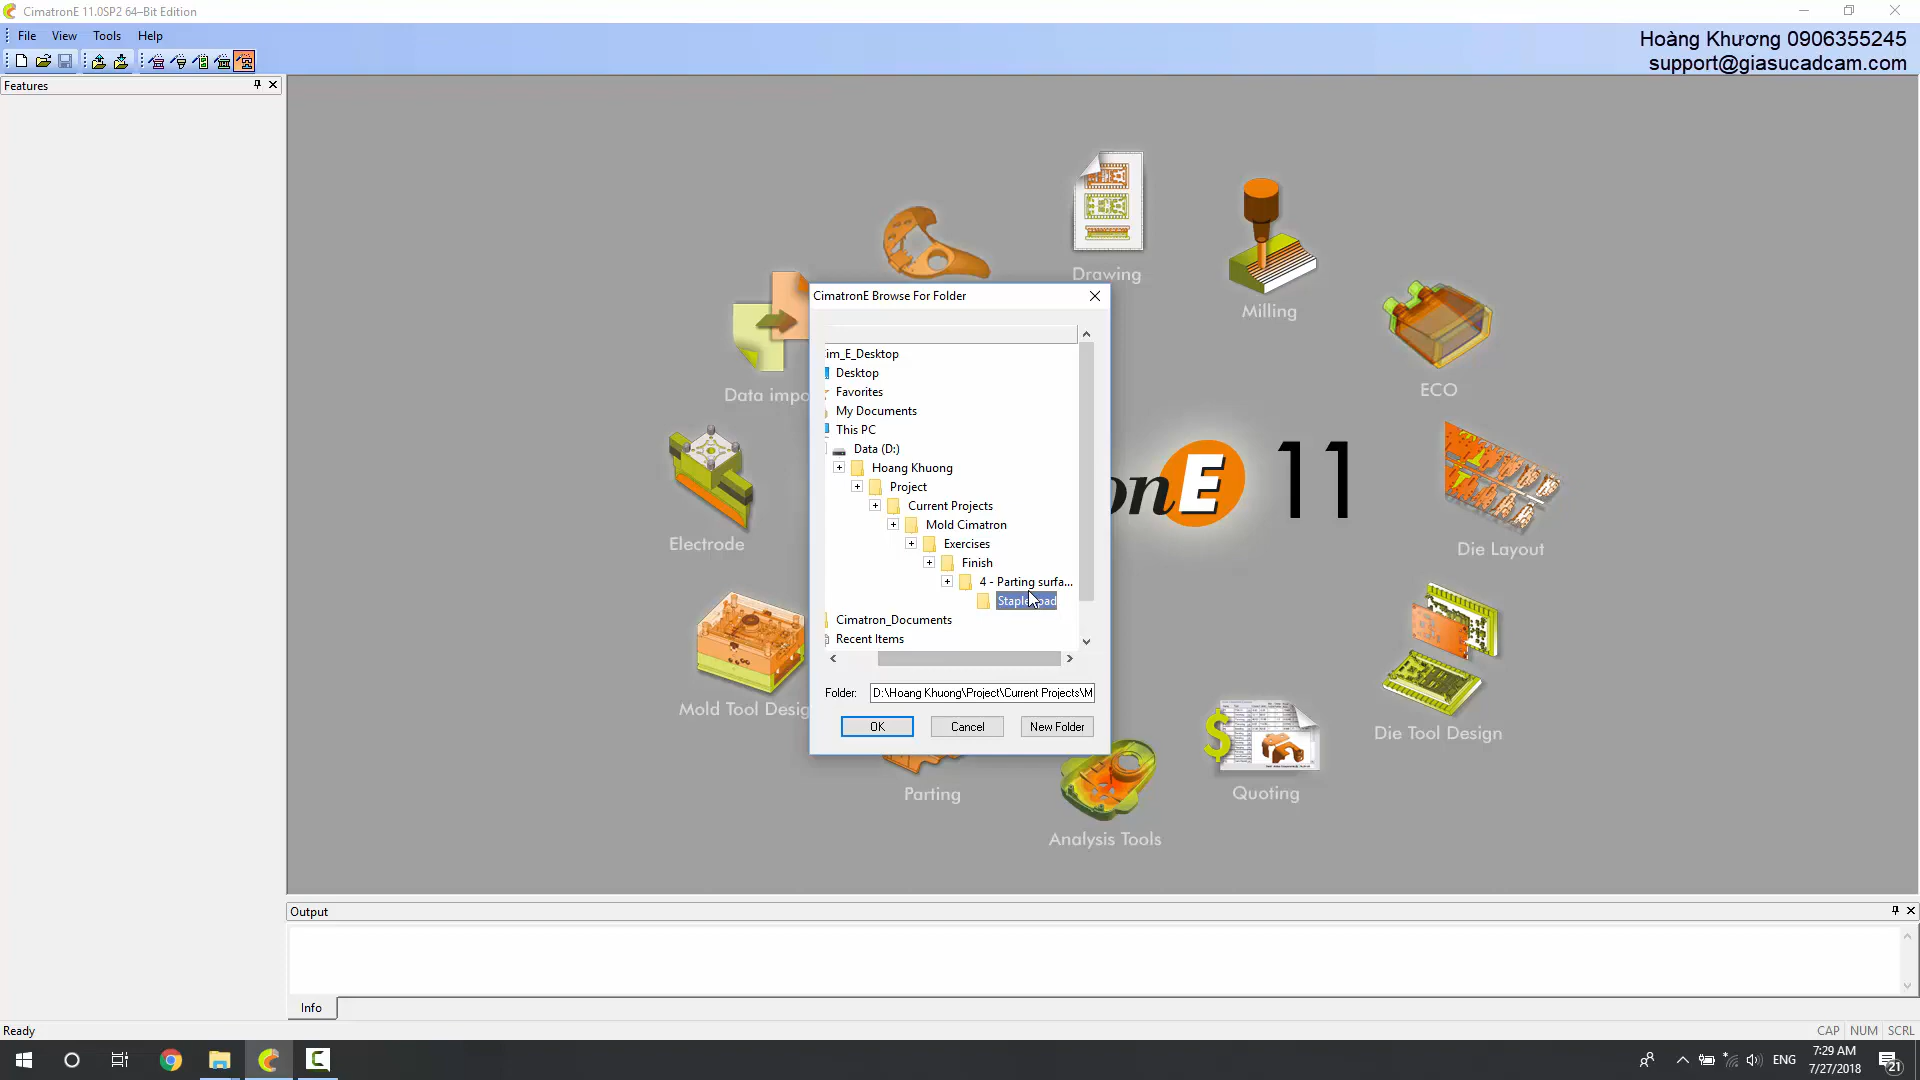 CimatronE 11.0SP2 64-Bit Edition
File View Tools Help
Hoàng Khương 0906355245
support@giasucadcam.com
Features
Drawing
Milling
ECO
Data impo
Electrode
Die Layout
Mold Tool Desig
Die Tool Design
Parting
Quoting
Analysis Tools
onE 11
CimatronE Browse For Folder
im_E_Desktop
Desktop
Favorites
My Documents
This PC
Data (D:)
Hoang Khuong
Project
Current Projects
Mold Cimatron
Exercises
Finish
4 - Parting surfa...
Cimatron_Documents
Recent Items
Folder: D:\Hoang Khuong\Project\Current Projects\M
OK Cancel New Folder
Output
Info
Ready
CAP NUM SCRL
ENG
7:29 AM
7/27/2018
21